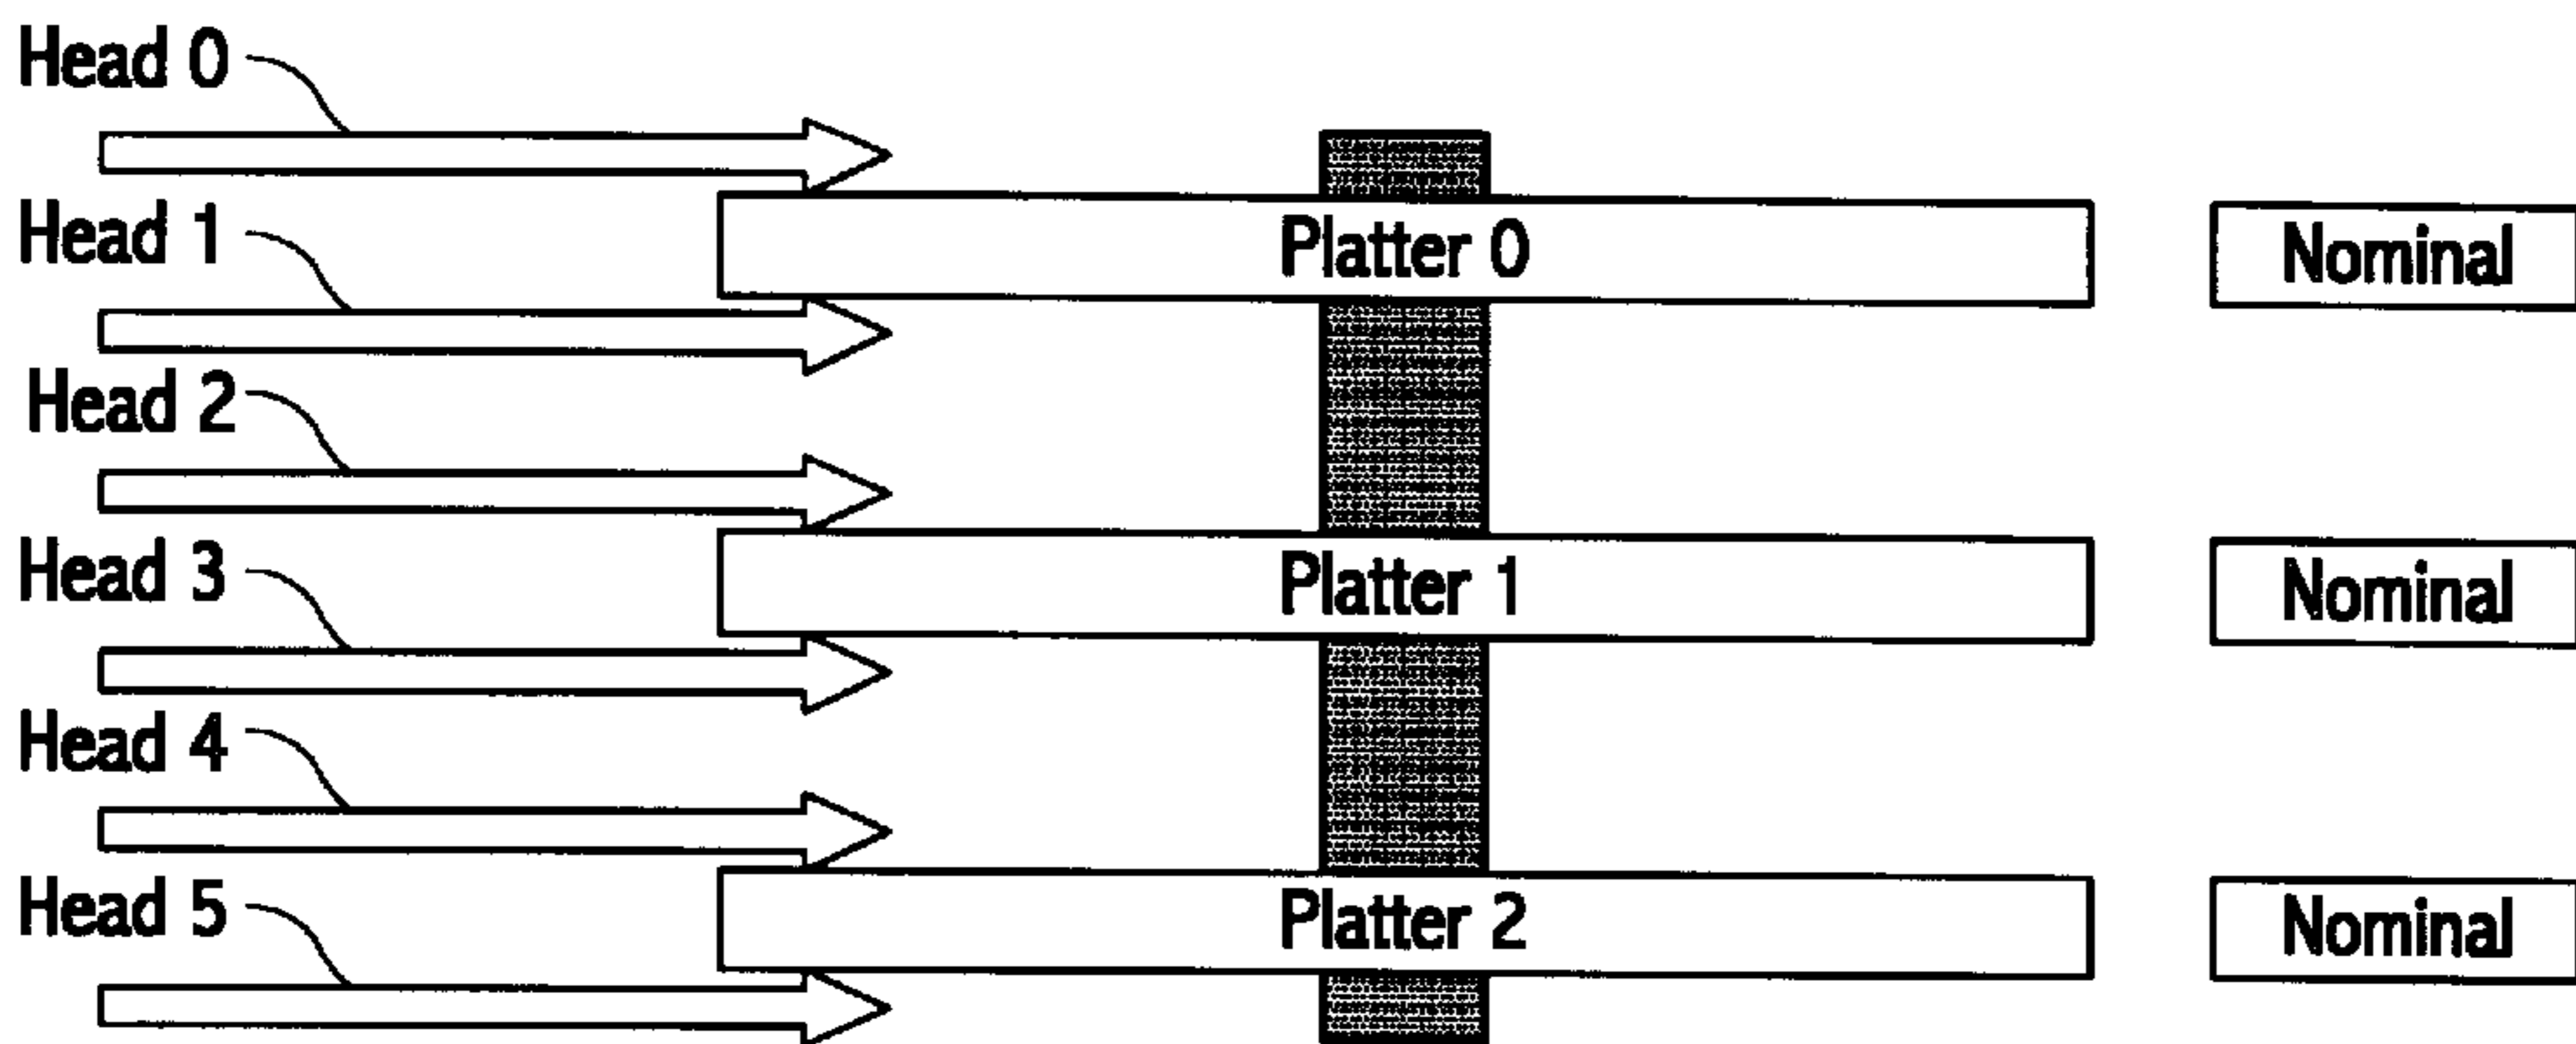 Head 0
Head 1
Platter 0
Nominal
Head 2
Head 3
Platter 1
Nominal
Head 4
Head 5
Platter 2
Nominal